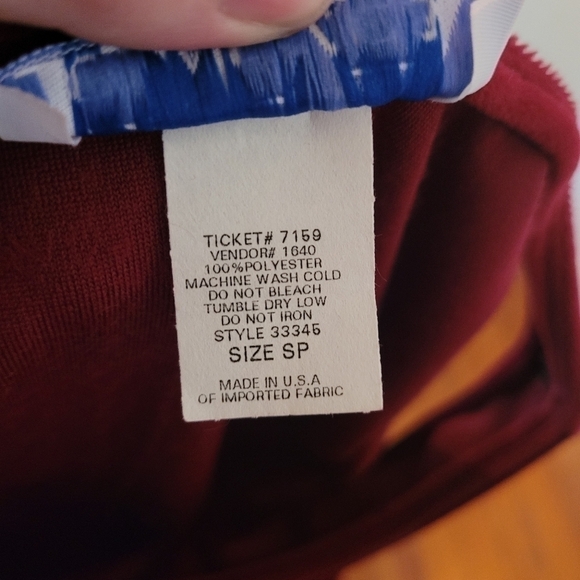 TICKET# 7159
VENDOR# 1640
100%POLYESTER
MACHINE WASH COLD
DO NOT BLEACH
TUMBLE DRY LOW
DO NOT IRON
STYLE 33345
SIZE SP
MADE IN U.S.A
OF IMPORTED FABRIC